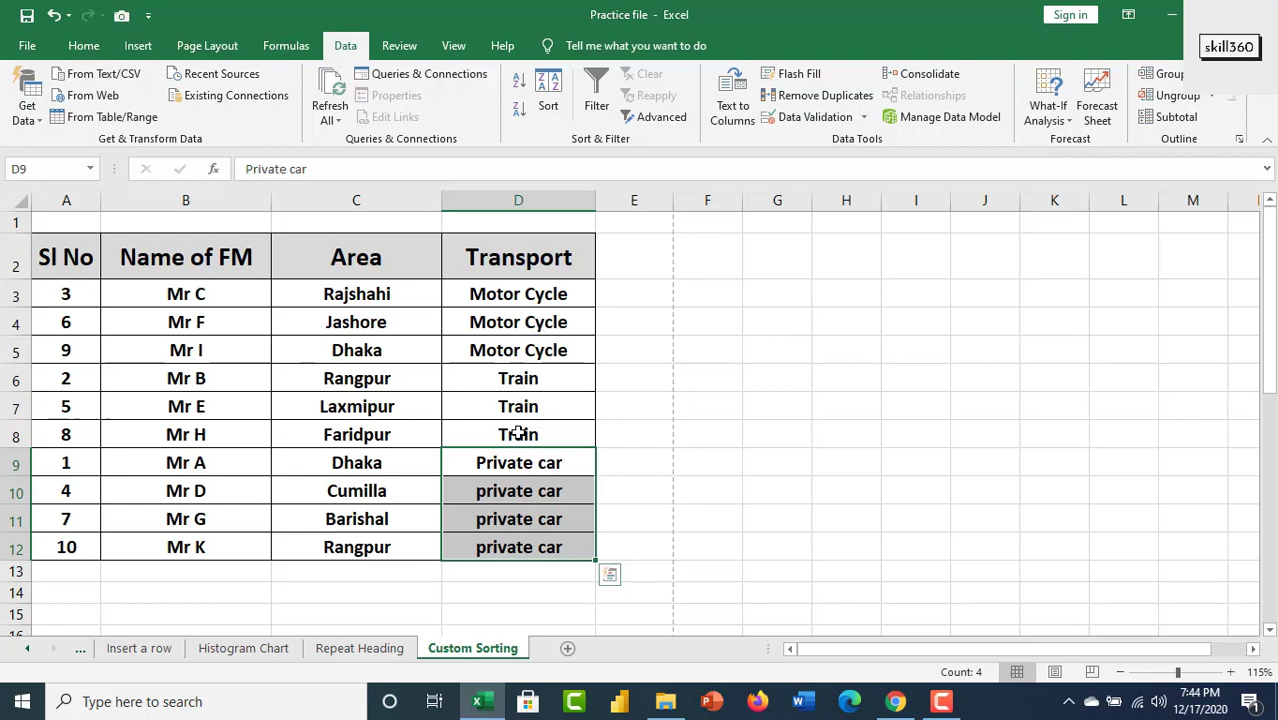 Practice file - Excel
Sign in
skill360
File Home Insert Page Layout Formulas Data Review View Help Tell me what you want to do
Get Data
From Text/CSV
From Web
From Table/Range
Recent Sources
Existing Connections
Get & Transform Data
Refresh All
Queries & Connections
Properties
Edit Links
Queries & Connections
Sort
Filter
Clear
Reapply
Advanced
Sort & Filter
Text to Columns
Flash Fill
Remove Duplicates
Data Validation
Consolidate
Relationships
Manage Data Model
Data Tools
What-If Analysis
Forecast Sheet
Forecast
Group
Ungroup
Subtotal
Outline
D9 fx Private car
A B C D E F G H I J K L M
1
2 Sl No Name of FM Area Transport
3 3 Mr C Rajshahi Motor Cycle
4 6 Mr F Jashore Motor Cycle
5 9 Mr I Dhaka Motor Cycle
6 2 Mr B Rangpur Train
7 5 Mr E Laxmipur Train
8 8 Mr H Faridpur Train
9 1 Mr A Dhaka Private car
10 4 Mr D Cumilla private car
11 7 Mr G Barishal private car
12 10 Mr K Rangpur private car
13
14
15
... Insert a row Histogram Chart Repeat Heading Custom Sorting
Count: 4 115%
Type here to search
7:44 PM
12/17/2020